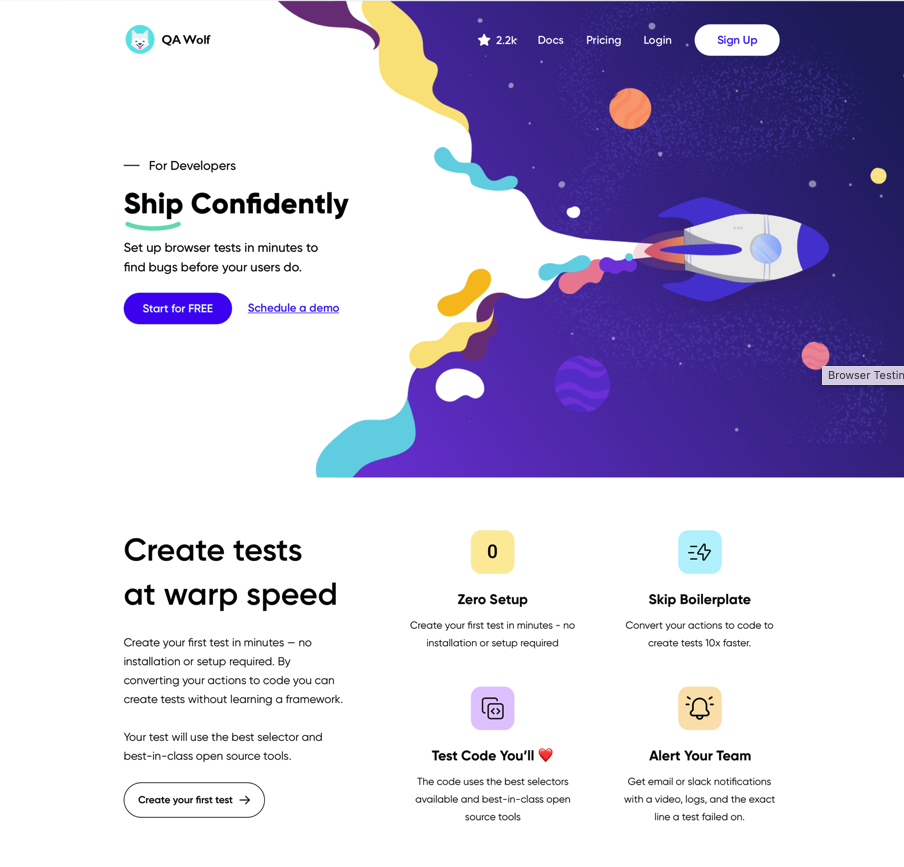 QA Wolf
2.2k
Docs
Pricing
Login
Sign Up
For Developers
Ship Confidently
Set up browser tests in minutes to
find bugs before your users do.
Start for FREE
Schedule a demo
Browser Testin
Create tests
at warp speed
Create your first test in minutes — no
installation or setup required. By
converting your actions to code you can
create tests without learning a framework.
Your test will use the best selector and
best-in-class open source tools.
Create your first test
0
Zero Setup
Create your first test in minutes - no
installation or setup required
Skip Boilerplate
Convert your actions to code to
create tests 10x faster.
Test Code You’ll ❤️
The code uses the best selectors
available and best-in-class open
source tools
Alert Your Team
Get email or slack notifications
with a video, logs, and the exact
line a test failed on.